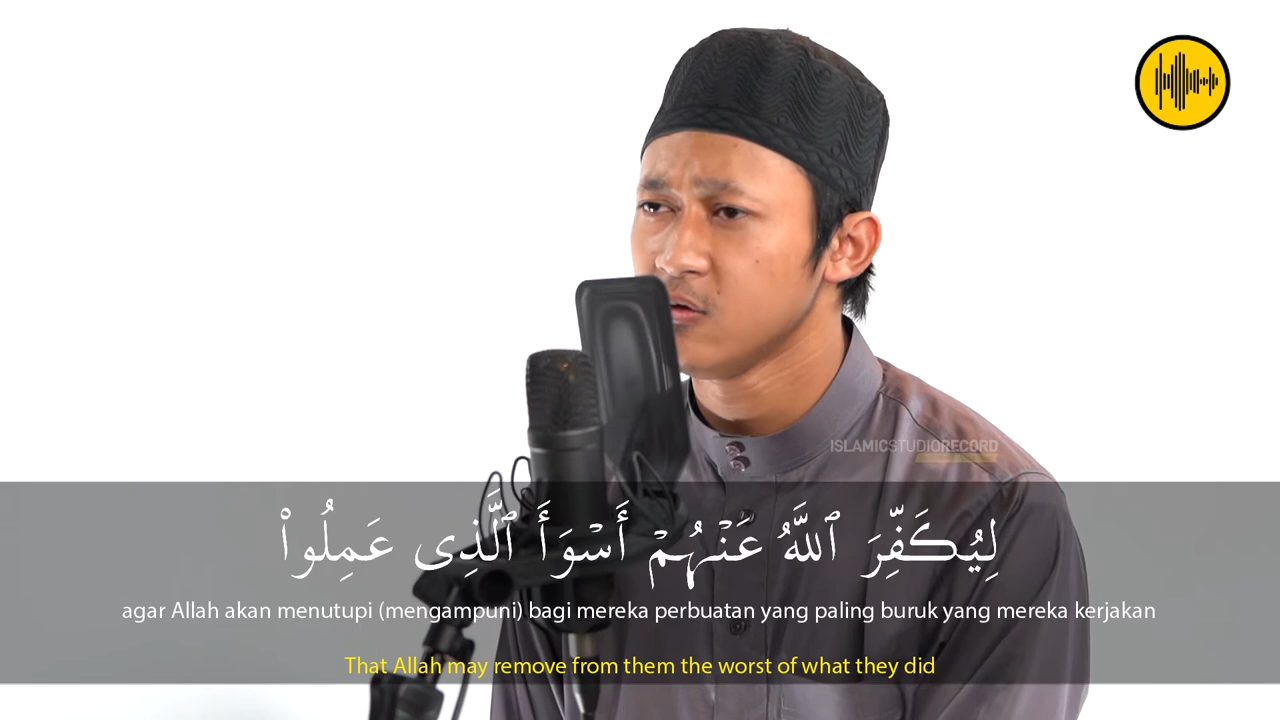 ISLAMICSTUDIORECORD
لِيُكَفِّرَ ٱللَّهُ عَنْهُمْ أَسْوَأَ ٱلَّذِى عَمِلُوا۟
agar Allah akan menutupi (mengampuni) bagi mereka perbuatan yang paling buruk yang mereka kerjakan
That Allah may remove from them the worst of what they did